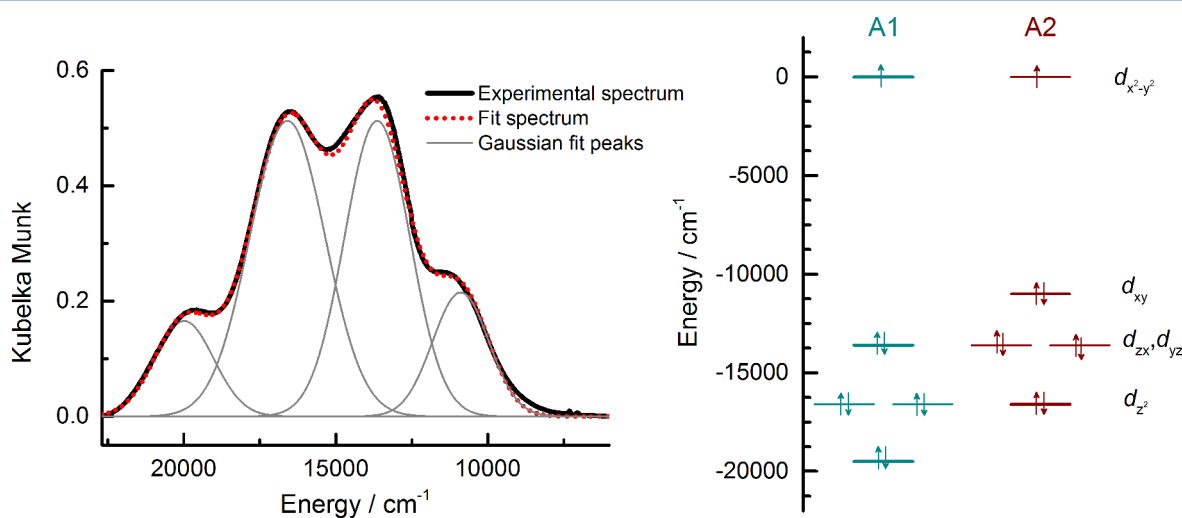 0.6
0.4
0.2
0.0
Kubelka Munk
20000
15000
10000
Energy / cm⁻¹
Experimental spectrum
Fit spectrum
Gaussian fit peaks
A1
A2
0
-5000
-10000
-15000
-20000
Energy / cm⁻¹
dx²-y²
dxy
dzx,dyz
dz²